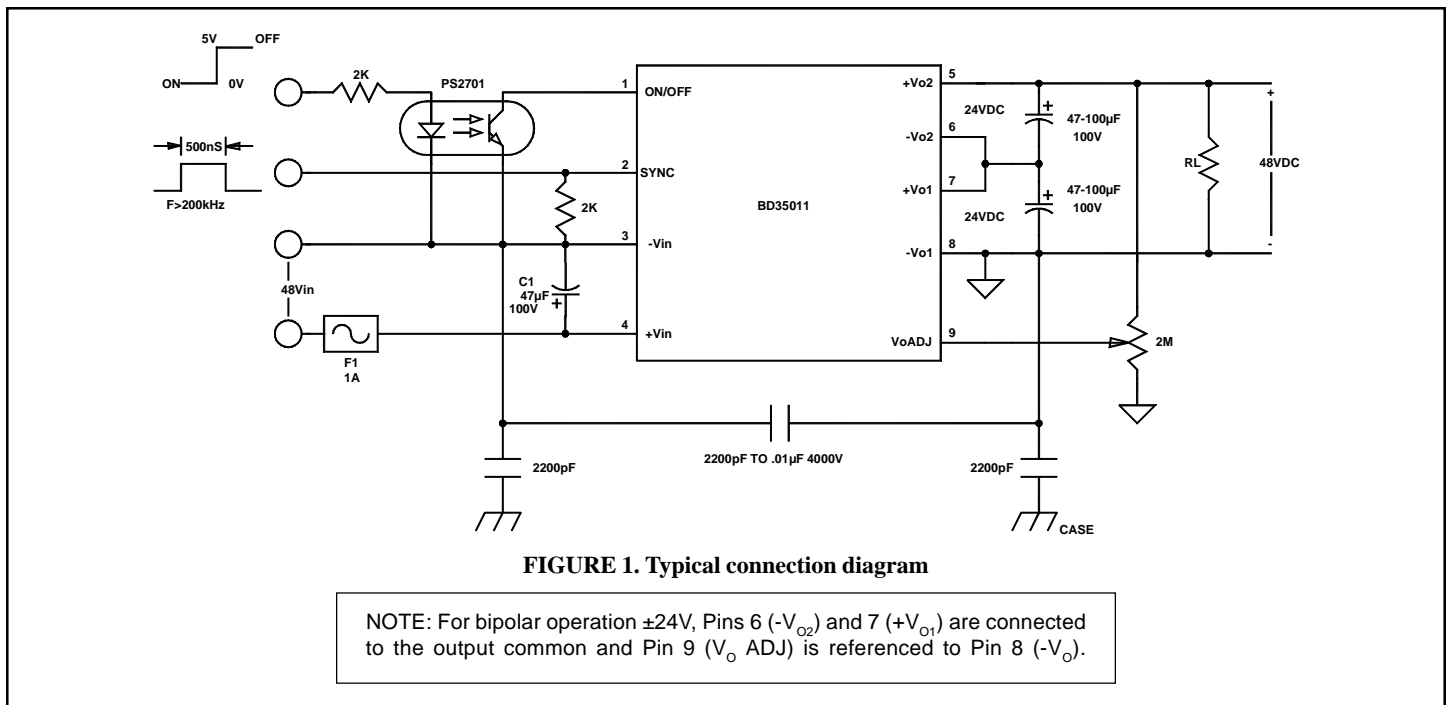 5V OFF
ON 0V
2K
PS2701
500nS
F>200kHz
48Vin
F1
1A
2K
C1
47µF
100V
1
ON/OFF
2
SYNC
3
-Vin
4
+Vin
BD35011
5
+Vo2
6
-Vo2
7
+Vo1
8
-Vo1
9
VoADJ
24VDC
47-100µF
100V
24VDC
47-100µF
100V
RL
+
48VDC
-
2M
2200pF
2200pF TO .01µF 4000V
2200pF
CASE
FIGURE 1. Typical connection diagram
NOTE: For bipolar operation ±24V, Pins 6 (-VO2) and 7 (+VO1) are connected
to the output common and Pin 9 (VO ADJ) is referenced to Pin 8 (-VO).